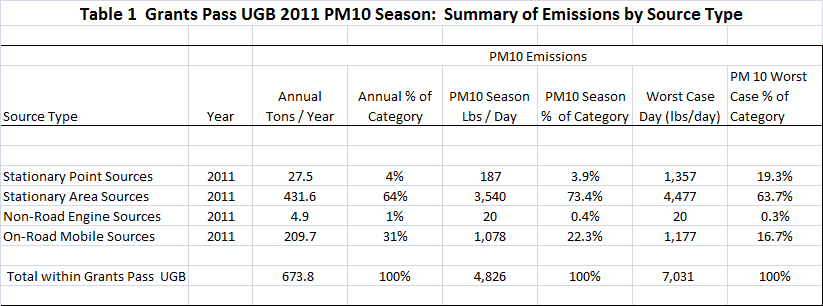 Table 1  Grants Pass UGB 2011 PM10 Season:  Summary of Emissions by Source Type
PM10 Emissions
Source Type Year Annual Tons / Year Annual % of Category PM10 Season Lbs / Day PM10 Season % of Category Worst Case Day (lbs/day) PM 10 Worst Case % of Category
Stationary Point Sources 2011 27.5 4% 187 3.9% 1,357 19.3%
Stationary Area Sources 2011 431.6 64% 3,540 73.4% 4,477 63.7%
Non-Road Engine Sources 2011 4.9 1% 20 0.4% 20 0.3%
On-Road Mobile Sources 2011 209.7 31% 1,078 22.3% 1,177 16.7%
Total within Grants Pass UGB 673.8 100% 4,826 100% 7,031 100%